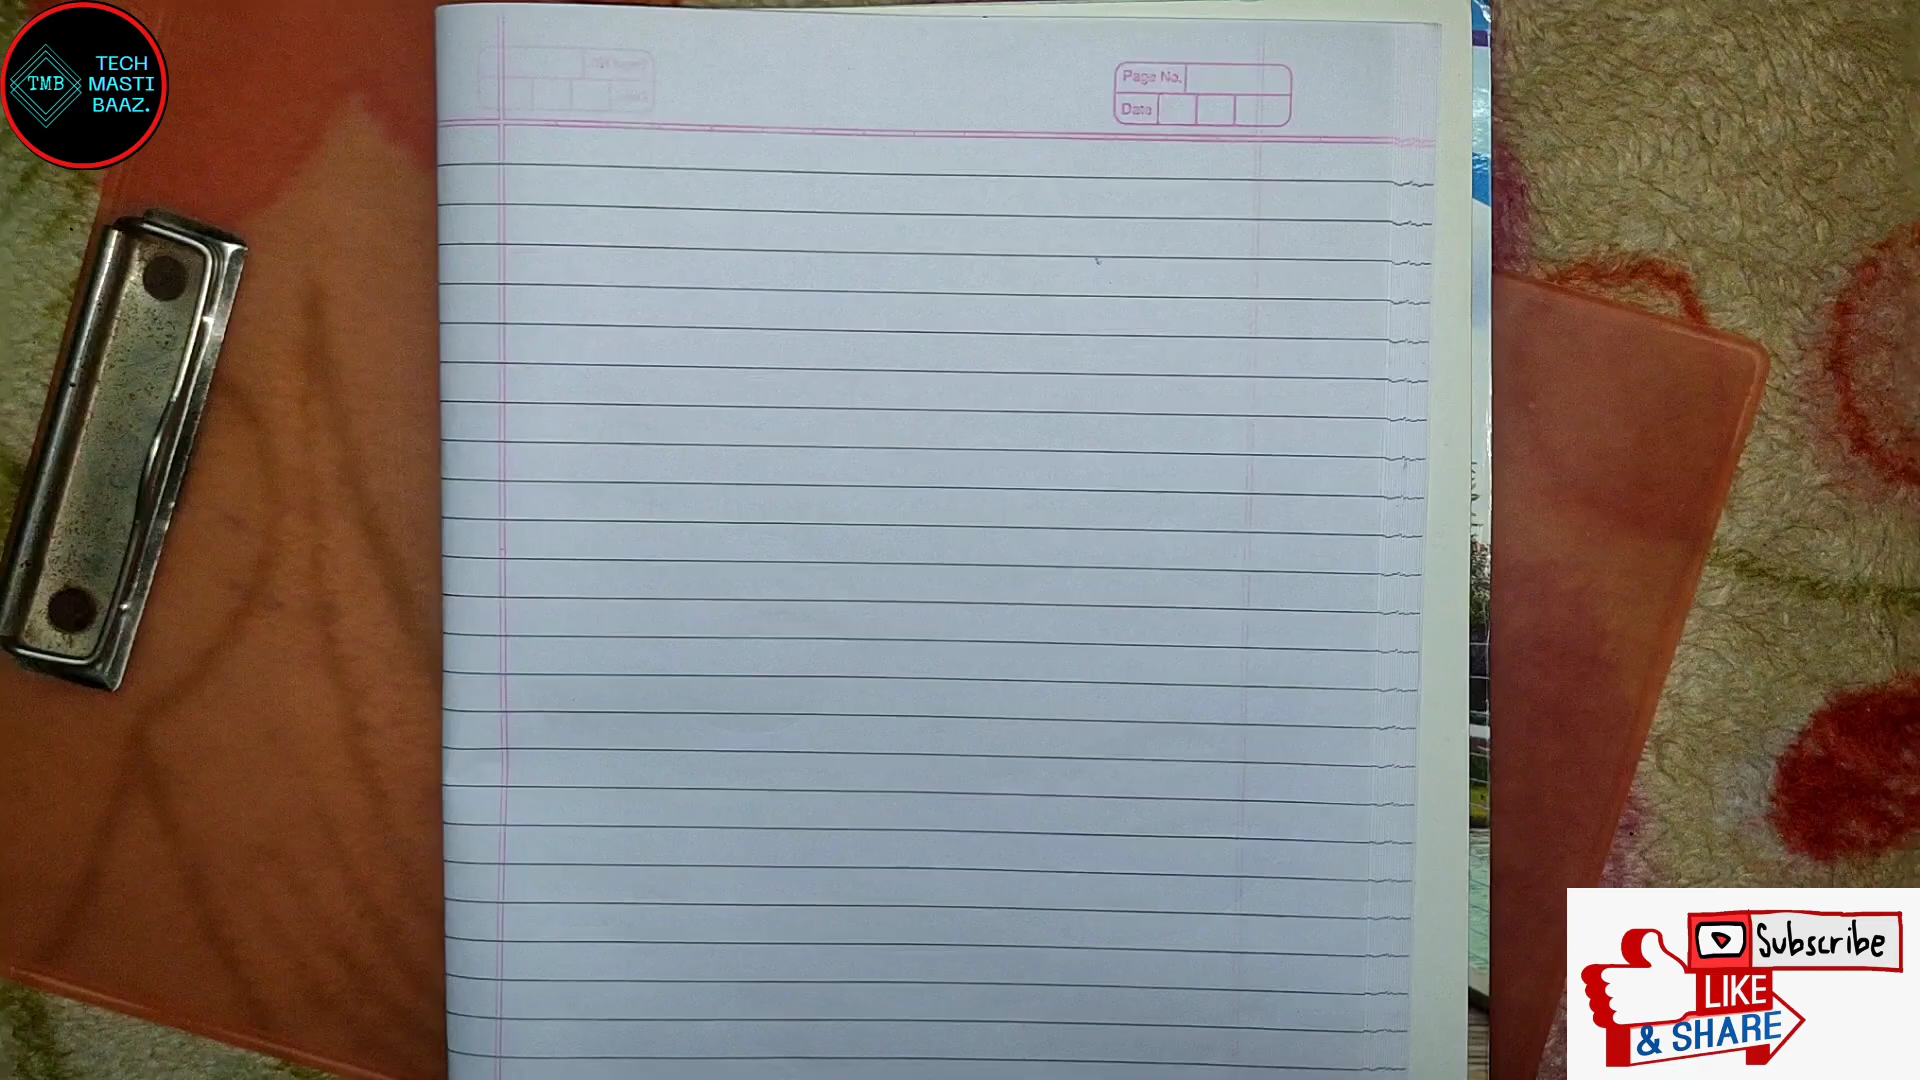 TECH
MASTI
BAAZ.
TMB
Page No.
Date
Subscribe
LIKE
& SHARE